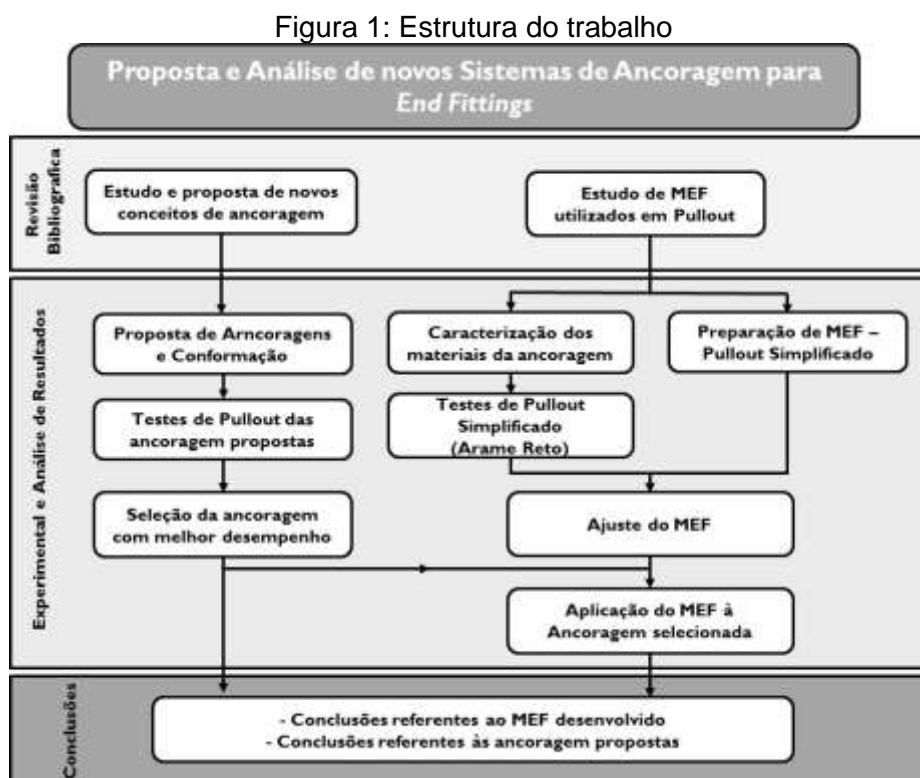 Figura 1: Estrutura do trabalho
Proposta e Análise de novos Sistemas de Ancoragem para
End Fittings
Revisão
Bibliografica
Estudo e proposta de novos
conceitos de ancoragem
Estudo de MEF
utilizados em Pullout
Experimental e Análise de Resultados
Proposta de Arncoragens
e Conformação
Caracterização dos
materiais da ancoragem
Preparação de MEF –
Pullout Simplificado
Testes de Pullout das
ancoragem propostas
Testes de Pullout
Simplificado
(Arame Reto)
Seleção da ancoragem
com melhor desempenho
Ajuste do MEF
Aplicação do MEF à
Ancoragem selecionada
Conclusões
- Conclusões referentes ao MEF desenvolvido
- Conclusões referentes às ancoragem propostas